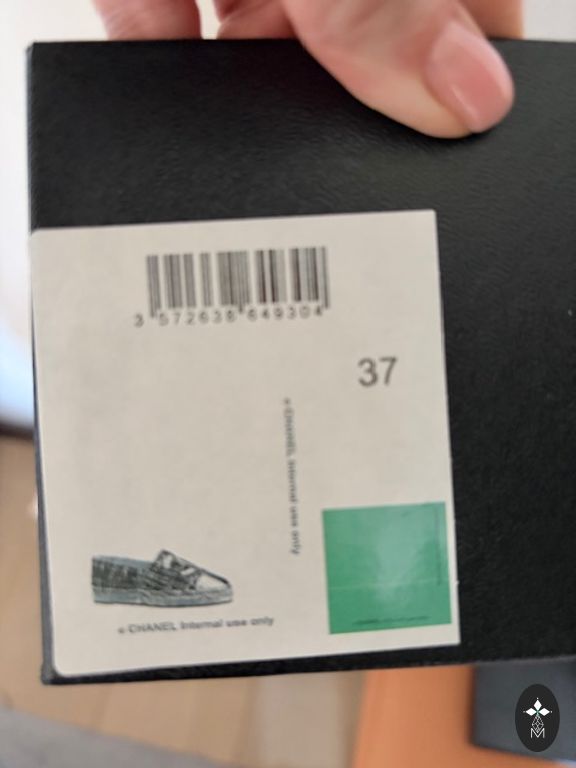 3 572638 649304
37
© CHANEL Internal use only
© CHANEL Internal use only
M